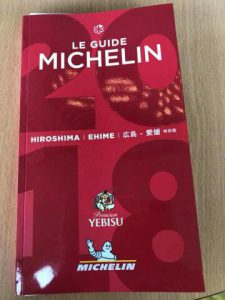 LE GUIDE
MICHELIN
2018
HIROSHIMA | EHIME | 広島・愛媛 特別版
Premium
YEBISU
MICHELIN